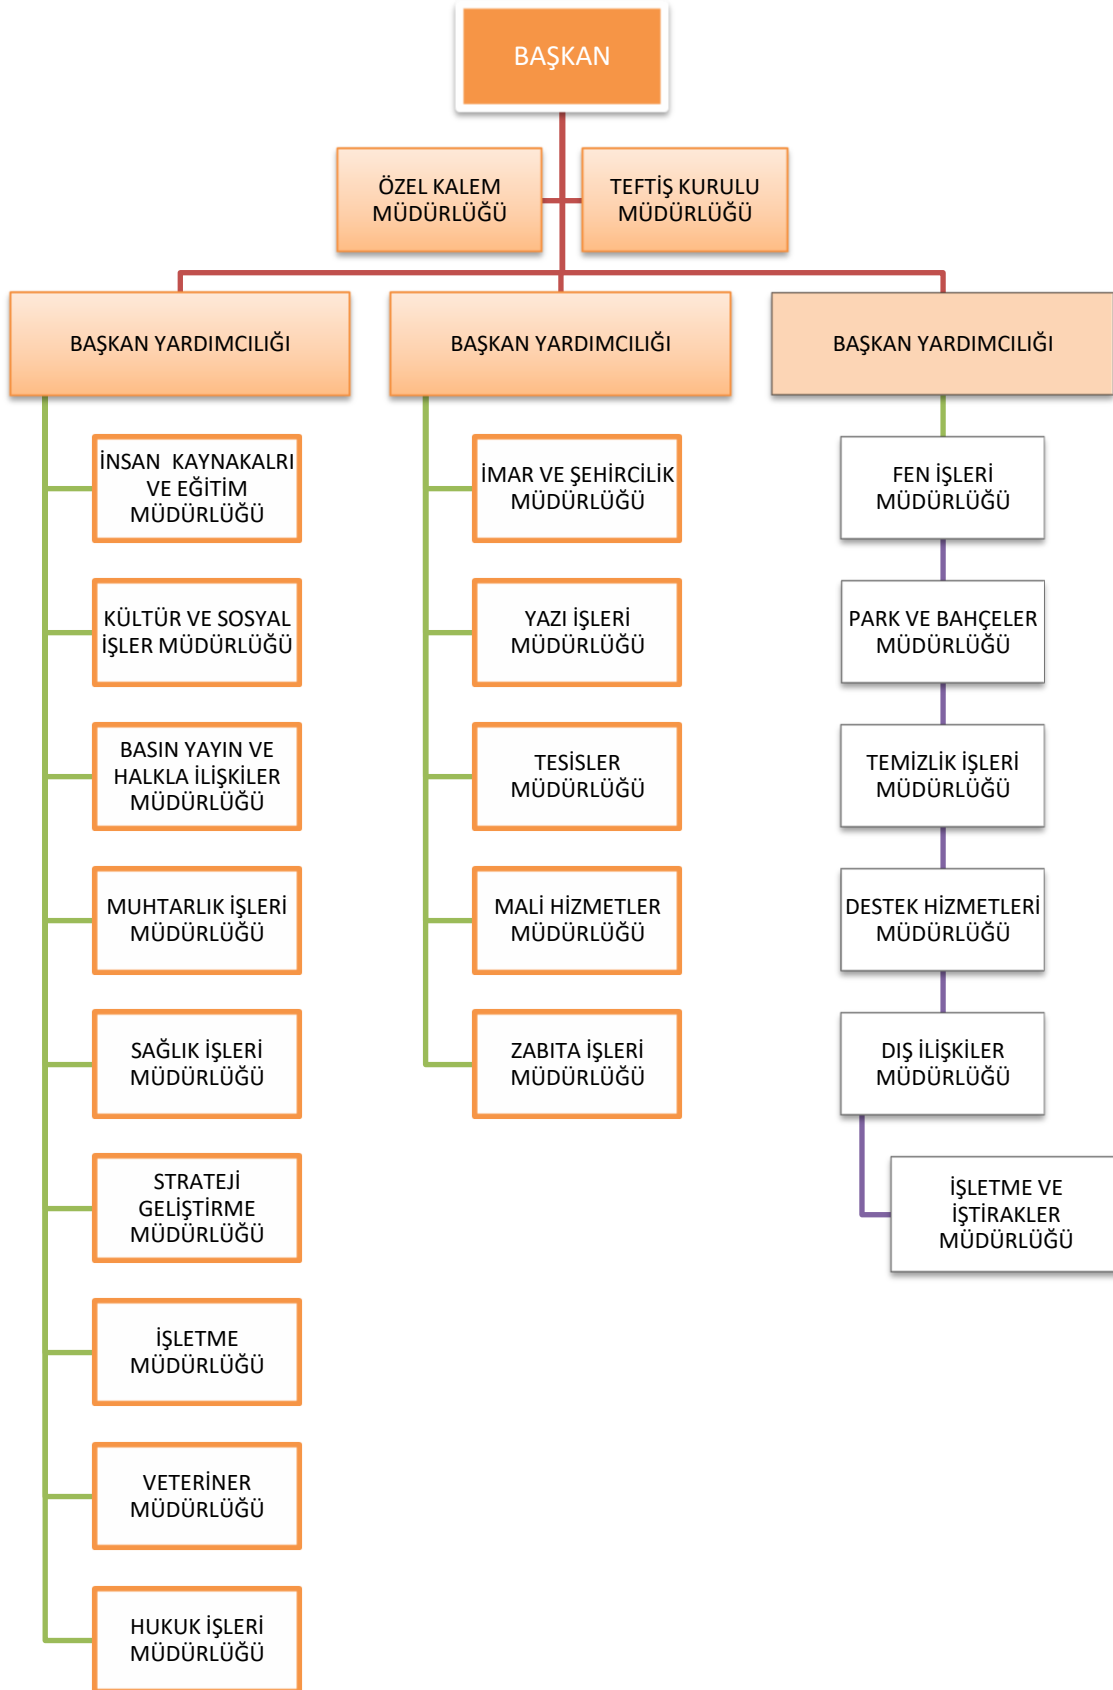 BAŞKAN
ÖZEL KALEM
MÜDÜRLÜĞÜ
TEFTİŞ KURULU
MÜDÜRLÜĞÜ
BAŞKAN YARDIMCILIĞI
İNSAN  KAYNAKALRI
VE EĞİTİM
MÜDÜRLÜĞÜ
KÜLTÜR VE SOSYAL
İŞLER MÜDÜRLÜĞÜ
BASIN YAYIN VE
HALKLA İLİŞKİLER
MÜDÜRLÜĞÜ
MUHTARLIK İŞLERİ
MÜDÜRLÜĞÜ
SAĞLIK İŞLERİ
MÜDÜRLÜĞÜ
STRATEJİ
GELİŞTİRME
MÜDÜRLÜĞÜ
İŞLETME
MÜDÜRLÜĞÜ
VETERİNER
MÜDÜRLÜĞÜ
HUKUK İŞLERİ
MÜDÜRLÜĞÜ
BAŞKAN YARDIMCILIĞI
İMAR VE ŞEHİRCİLİK
MÜDÜRLÜĞÜ
YAZI İŞLERİ
MÜDÜRLÜĞÜ
TESİSLER
MÜDÜRLÜĞÜ
MALİ HİZMETLER
MÜDÜRLÜĞÜ
ZABITA İŞLERİ
MÜDÜRLÜĞÜ
BAŞKAN YARDIMCILIĞI
FEN İŞLERİ
MÜDÜRLÜĞÜ
PARK VE BAHÇELER
MÜDÜRLÜĞÜ
TEMİZLİK İŞLERİ
MÜDÜRLÜĞÜ
DESTEK HİZMETLERİ
MÜDÜRLÜĞÜ
DIŞ İLİŞKİLER
MÜDÜRLÜĞÜ
İŞLETME VE
İŞTİRAKLER
MÜDÜRLÜĞÜ